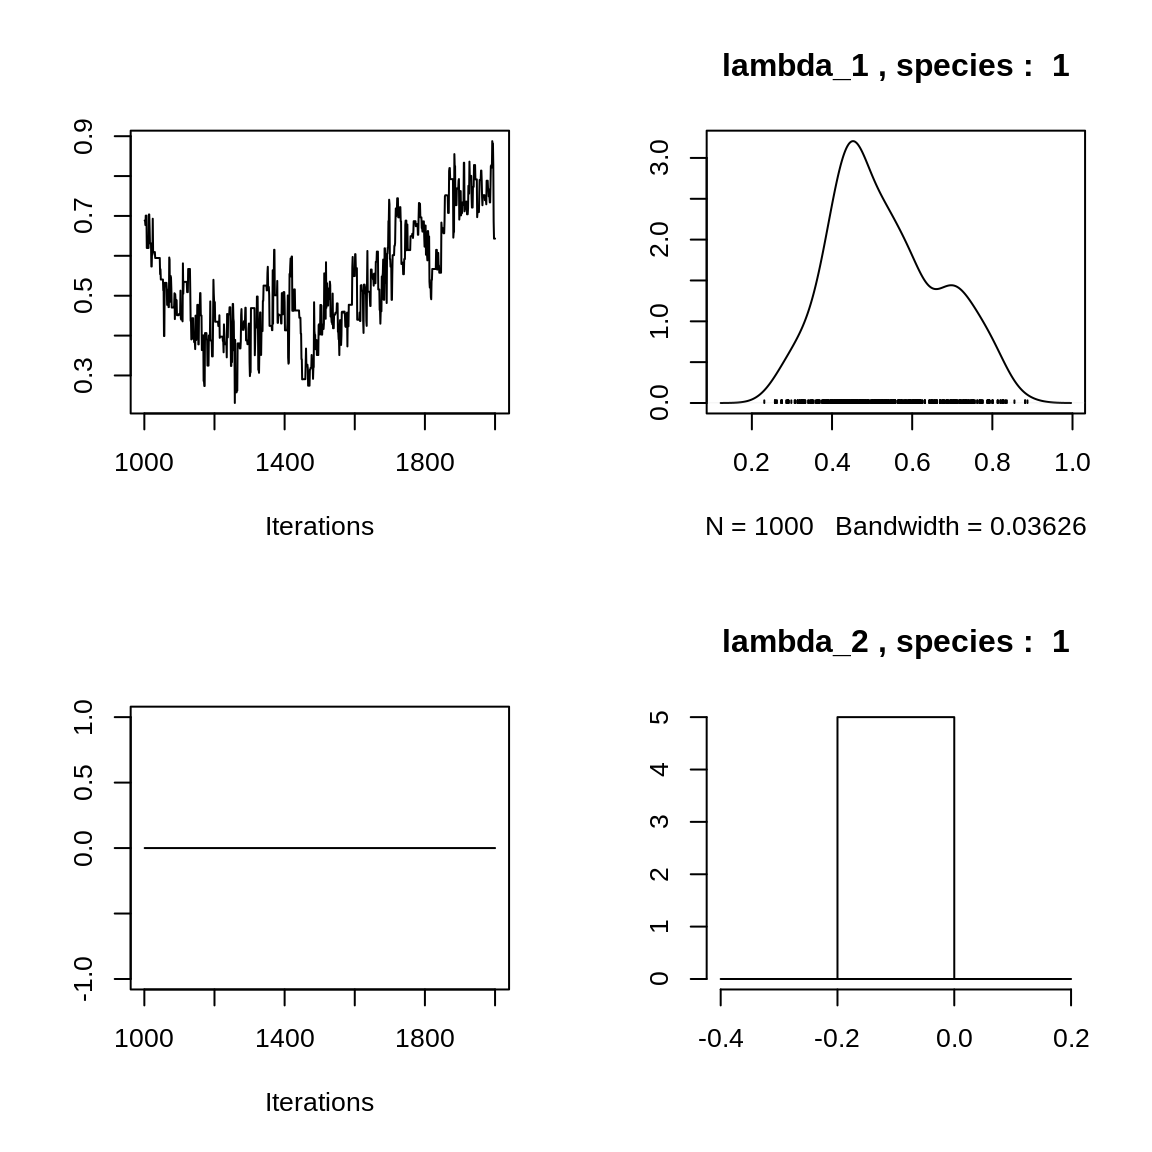 lambda_1 , species :  1
0.3 0.5 0.7 0.9
1000 1400 1800
Iterations
0.0 1.0 2.0 3.0
0.2 0.4 0.6 0.8 1.0
N = 1000   Bandwidth = 0.03626
lambda_2 , species :  1
-1.0 0.0 0.5 1.0
1000 1400 1800
Iterations
0 1 2 3 4 5
-0.4 -0.2 0.0 0.2